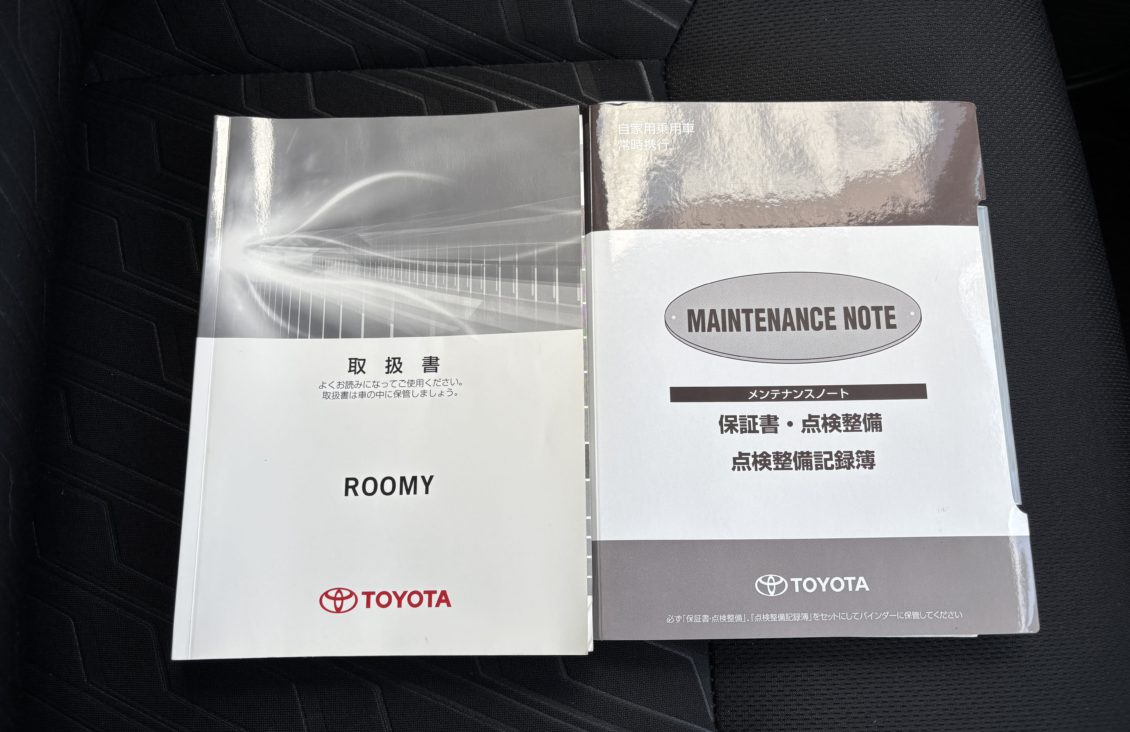 取扱書
よくお読みになってご使用ください。
取扱書は車の中に保管しましょう。
ROOMY
TOYOTA
自家用乗用車
常時携行
MAINTENANCE NOTE
メンテナンスノート
保証書・点検整備
点検整備記録簿
TOYOTA
必ず「保証書・点検整備」、「点検整備記録簿」をセットにしてバインダーに保管してください